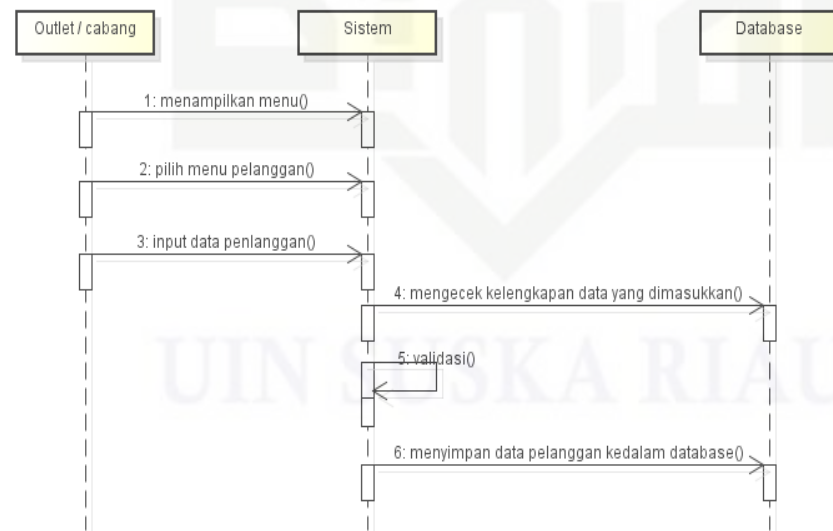 Outlet / cabang
Sistem
Database
1: menampilkan menu()
2: pilih menu pelanggan()
3: input data penlanggan()
4: mengecek kelengkapan data yang dimasukkan()
5: validasi()
6: menyimpan data pelanggan kedalam database()
UIN SUSKA RIAU